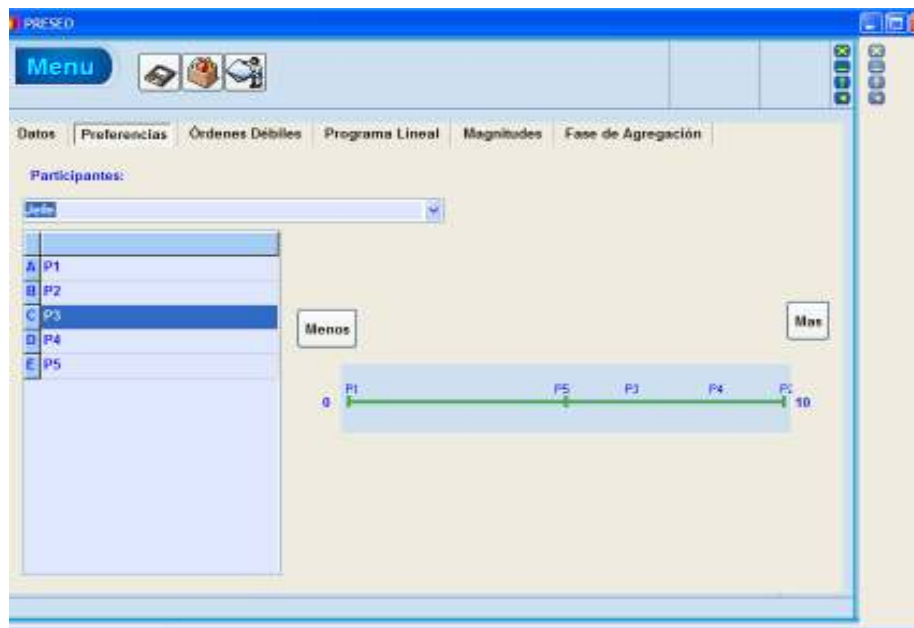 PRESEO
Menu
Datos Preferencias Órdenes Débiles Programa Lineal Magnitudes Fase de Agregación
Participantes:
Jefe
A P1
B P2
C P3
D P4
E P5
Menos Mas
P1 P5 P3 P4
0 10